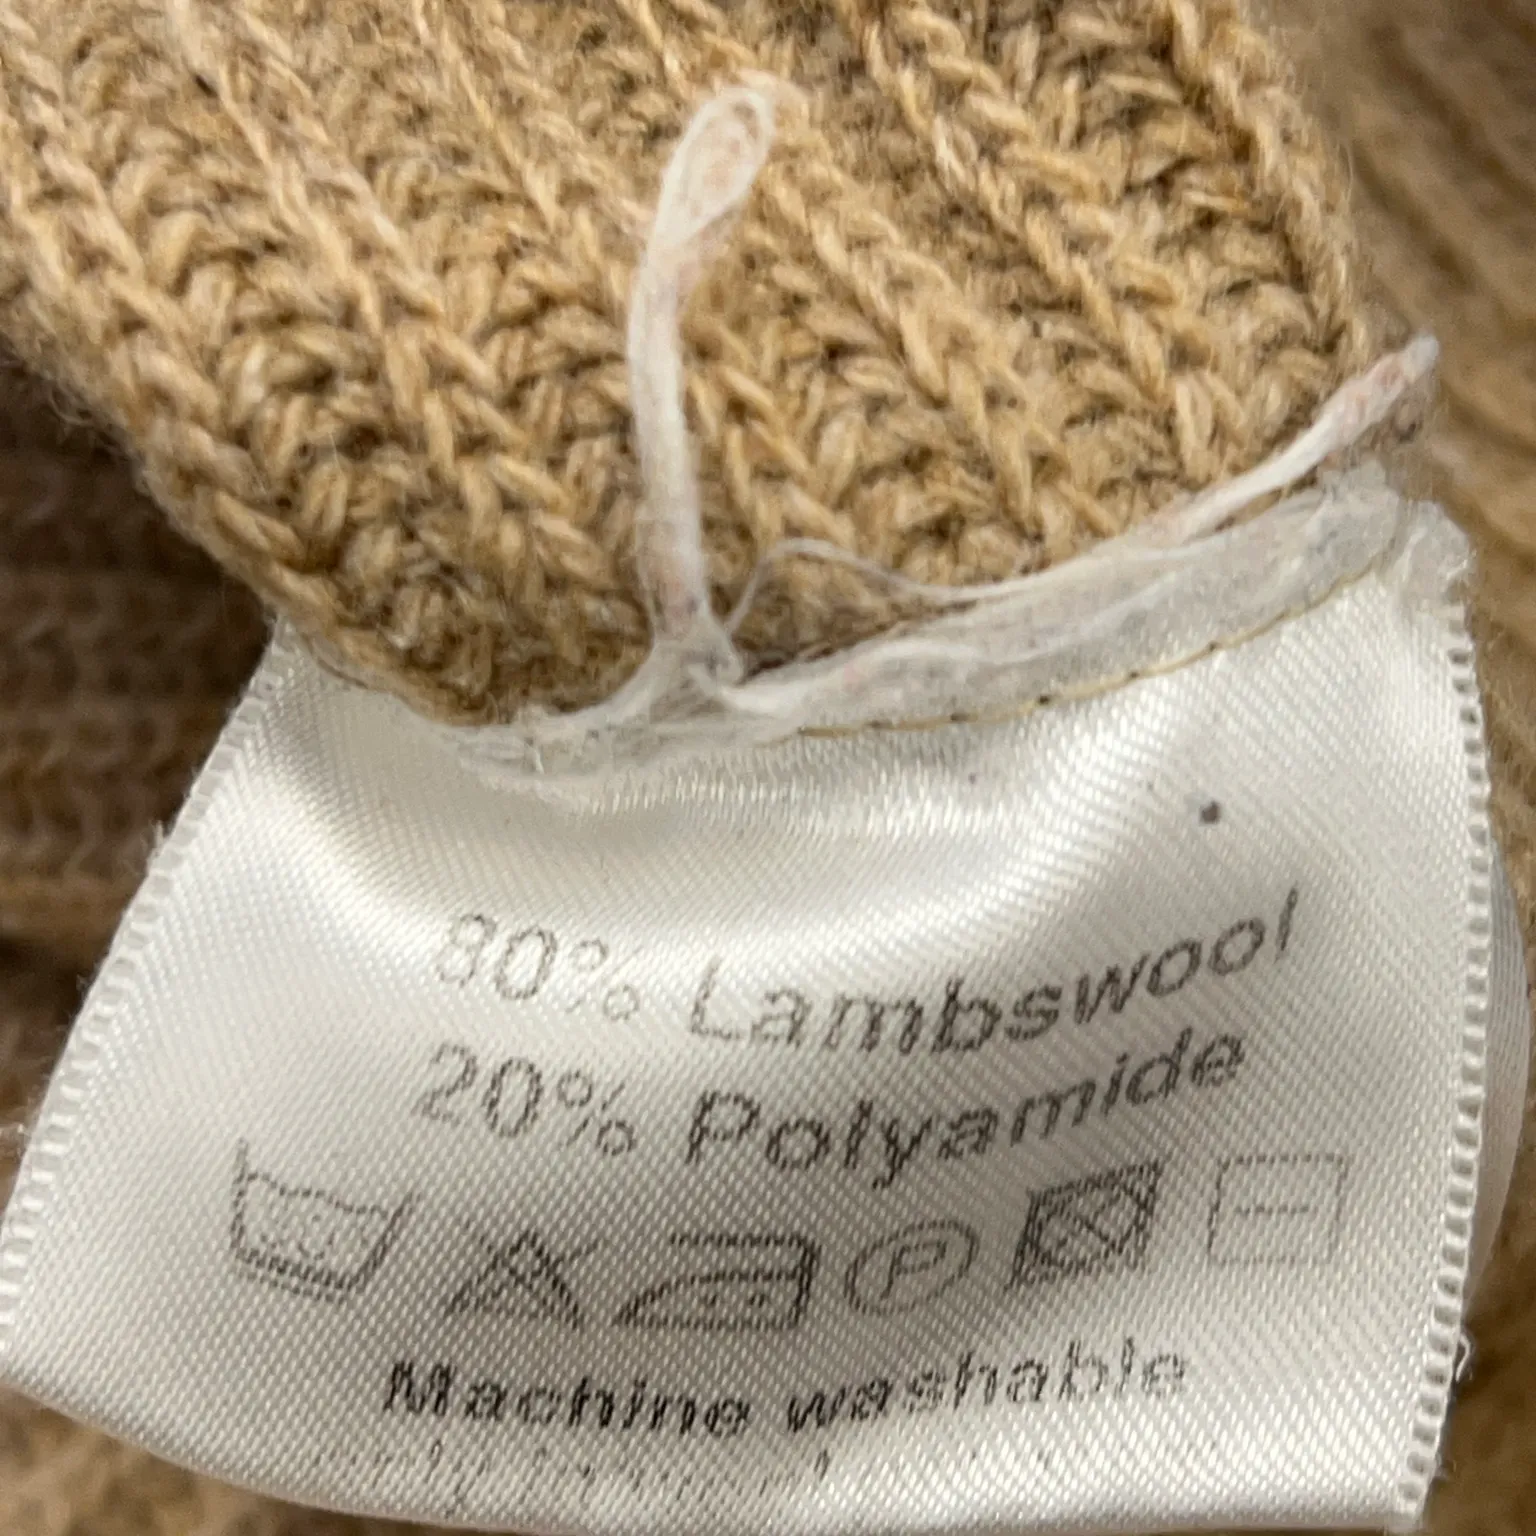 80% Lambswool
20% Polyamide
P
Machine washable